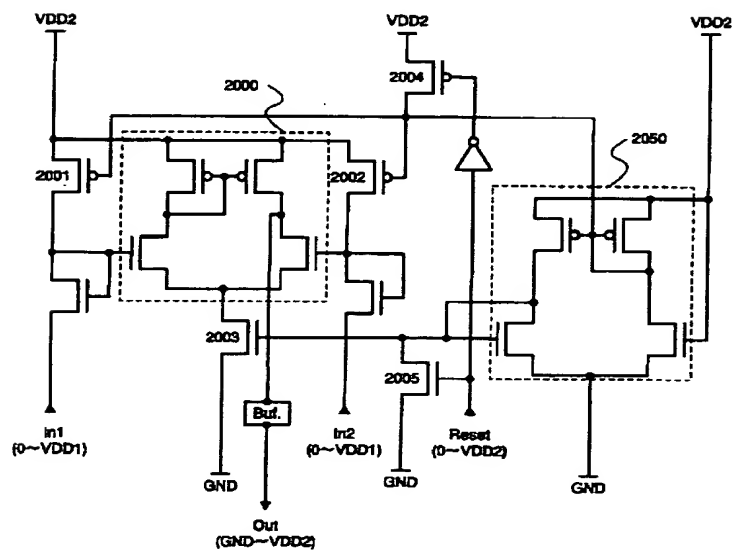 VDD2
VDD2
VDD2
2000
2004
2050
2001
2002
2003
2005
Buf.
In1
(0~VDD1)
In2
(0~VDD1)
Reset
(0~VDD2)
GND
GND
GND
Out
(GND~VDD2)